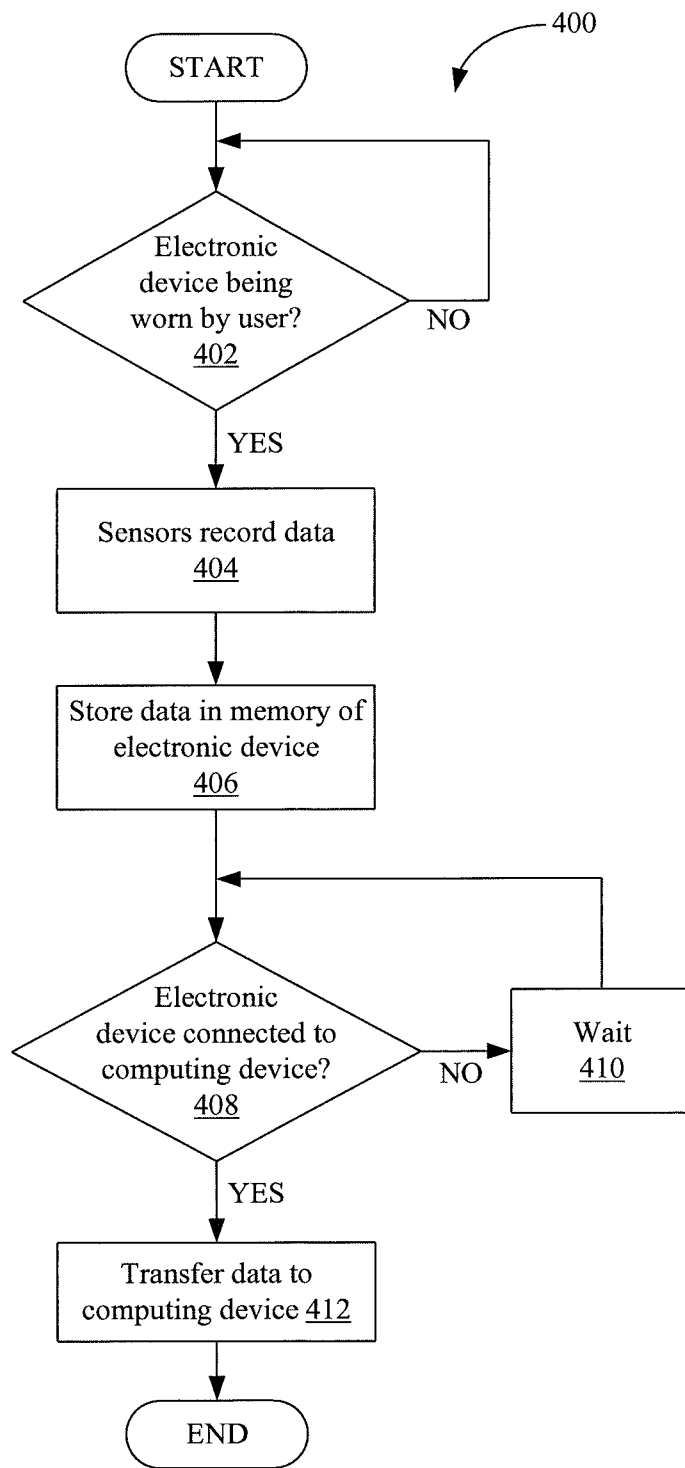 400
START
Electronic
device being
worn by user?
402
NO
YES
Sensors record data
404
Store data in memory of
electronic device
406
Electronic
device connected to
computing device?
408
NO
Wait
410
YES
Transfer data to
computing device 412
END